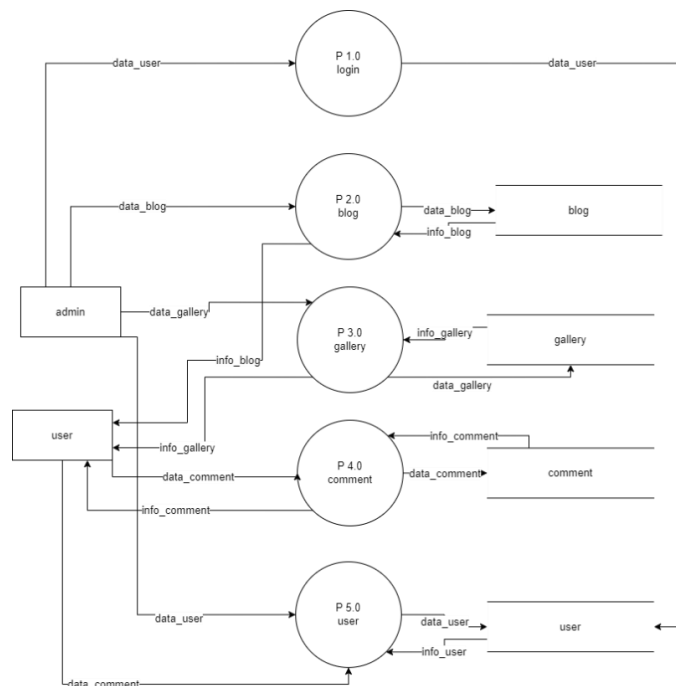 P 1.0
login
data_user
data_user
P 2.0
blog
data_blog
data_blog
blog
info_blog
admin
data_gallery
P 3.0
gallery
info_gallery
gallery
info_blog
data_gallery
user
info_gallery
info_comment
P 4.0
comment
data_comment
data_comment
comment
info_comment
P 5.0
user
data_user
data_user
user
info_user
data_comment